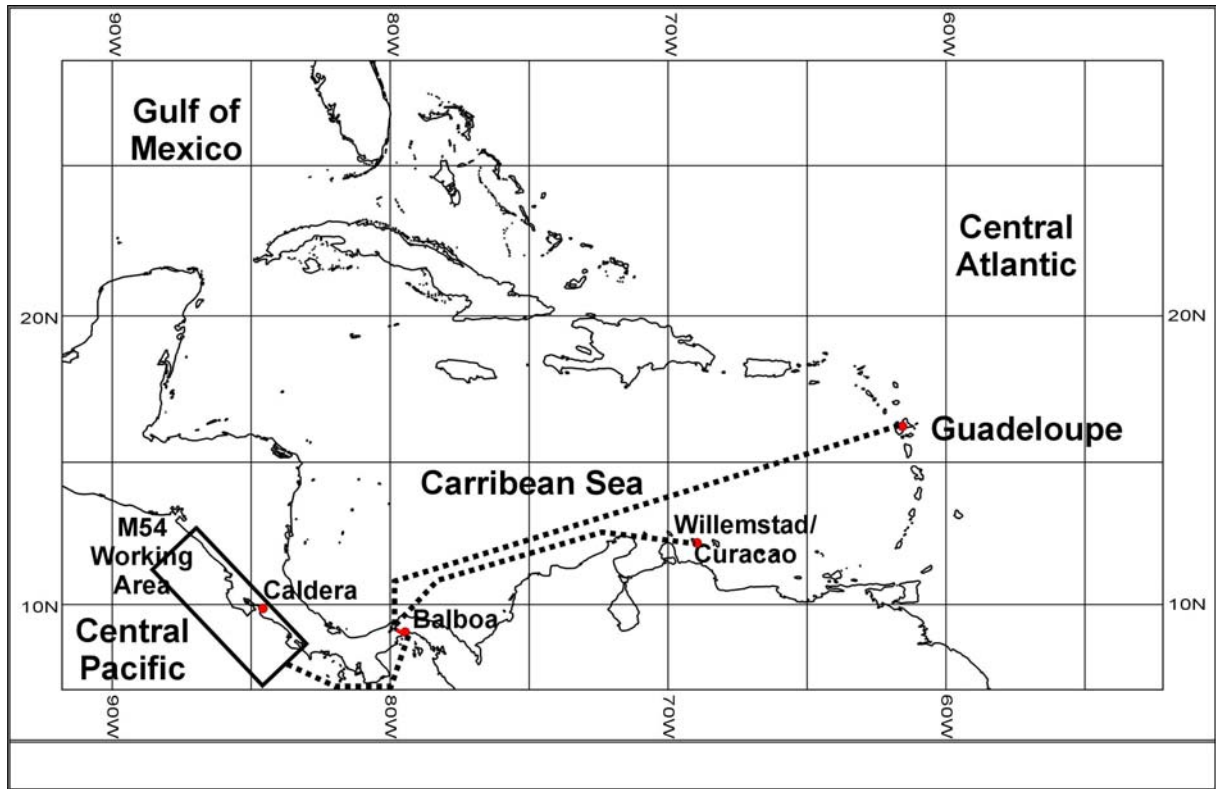 90W
80W
70W
60W
Gulf of
Mexico
Central
Atlantic
20N
20N
Guadeloupe
Carribean Sea
M54
Working
Area
Willemstad/
Curacao
Caldera
10N
Balboa
10N
Central
Pacific
90W
80W
70W
60W